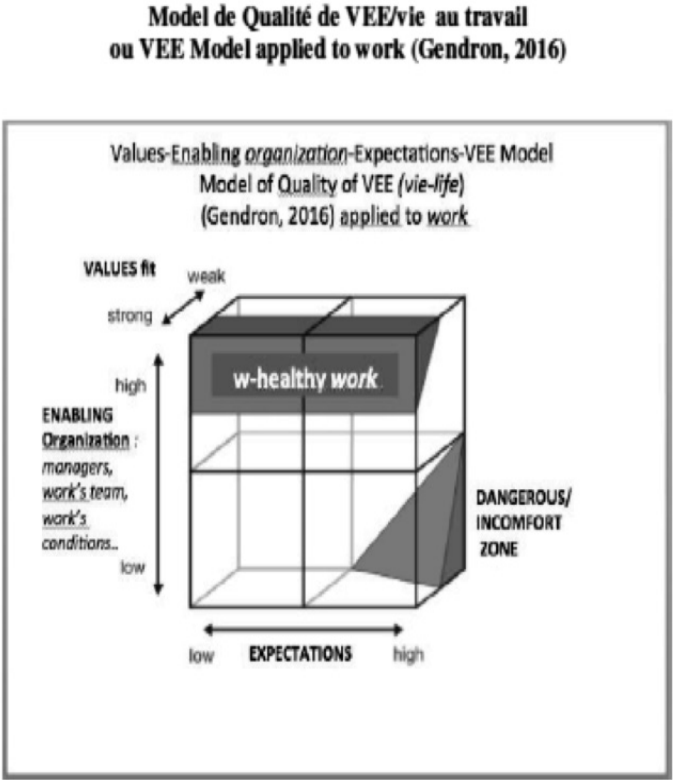 Model de Qualité de VEE/vie au travail
ou VEE Model applied to work (Gendron, 2016)
Values-Enabling organization-Expectations-VEE Model
Model of Quality of VEE (vie-life)
(Gendron, 2016) applied to work
VALUES fit
weak
strong
high
w-healthy work
ENABLING
Organization :
managers,
work's team,
work's
conditions..
low
DANGEROUS/
INCOMFORT
ZONE
low
EXPECTATIONS
high